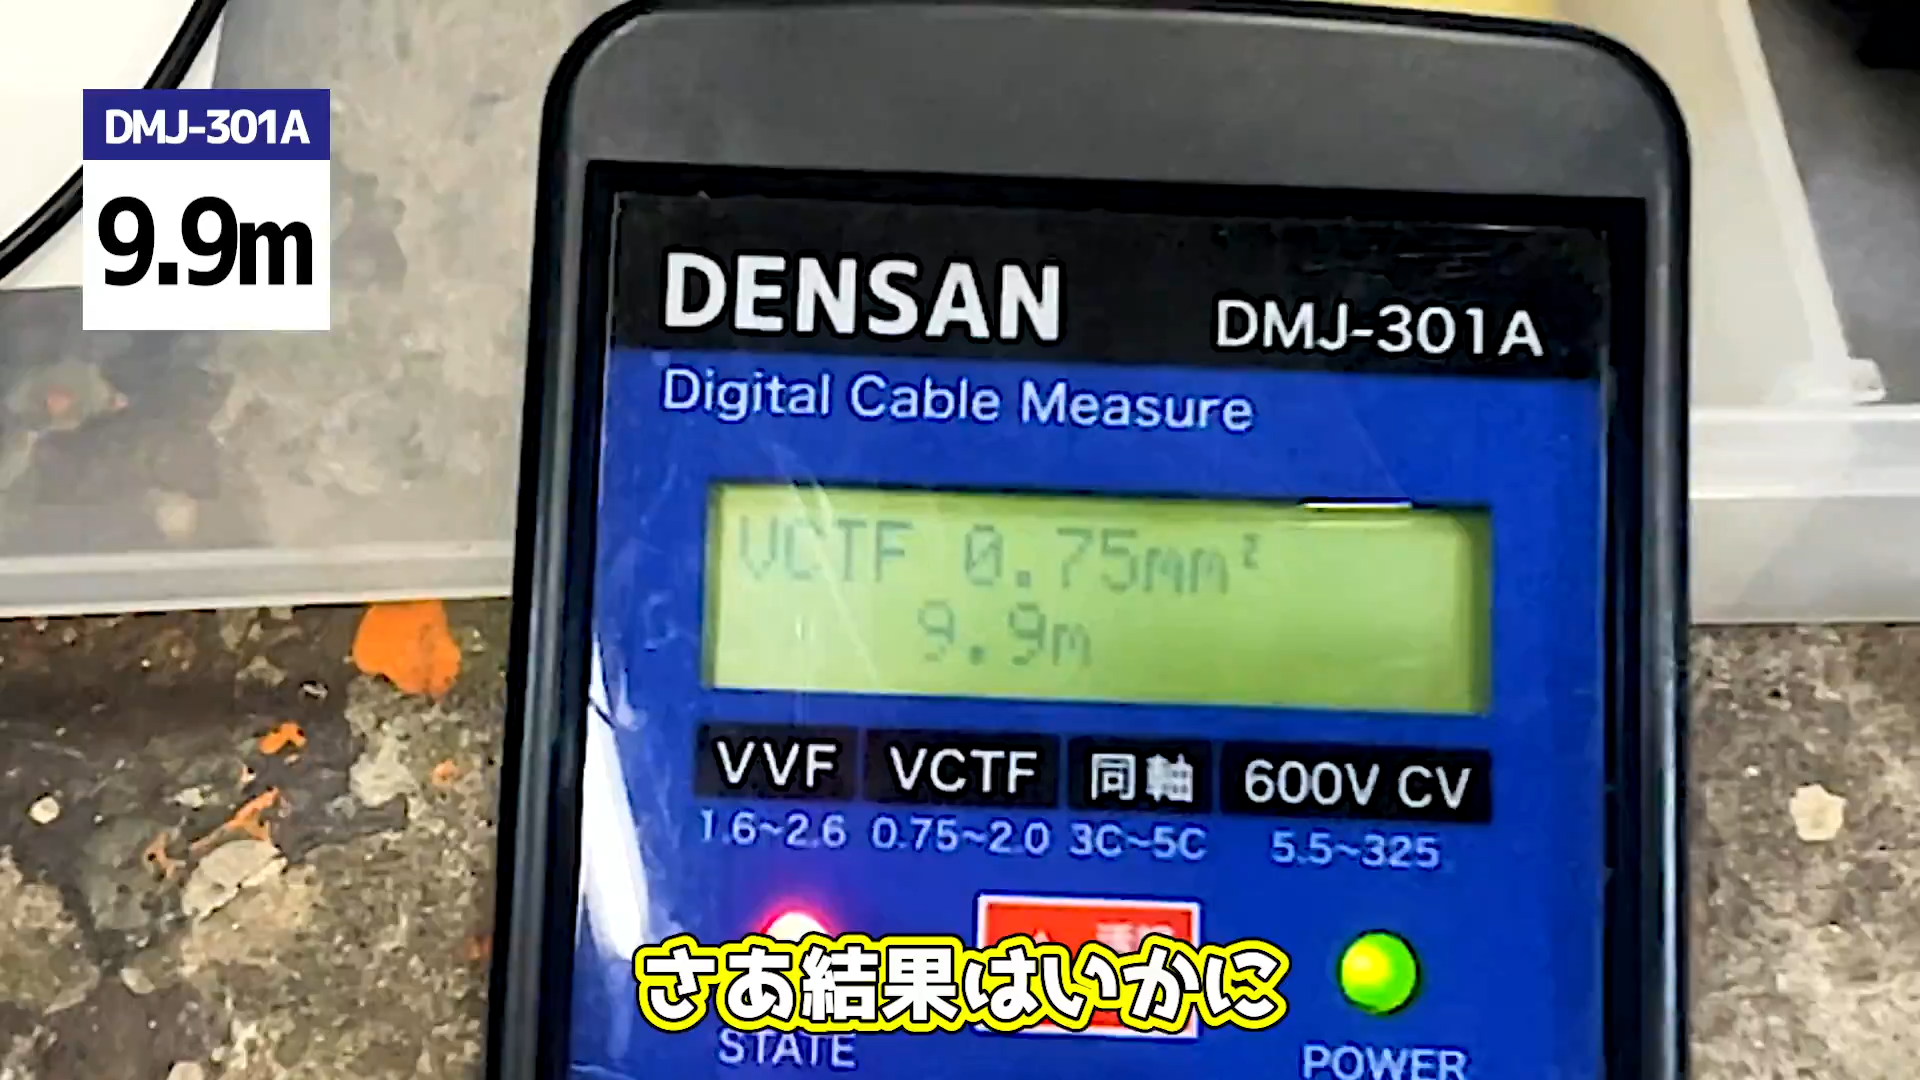 DMJ-301A
9.9m
DENSAN
DMJ-301A
Digital Cable Measure
VCTF 0.75mm²
9.9m
VVF VCTF 同軸 600V CV
1.6~2.6 0.75~2.0 3C~5C 5.5~325
さあ結果はいかに
STATE
POWER